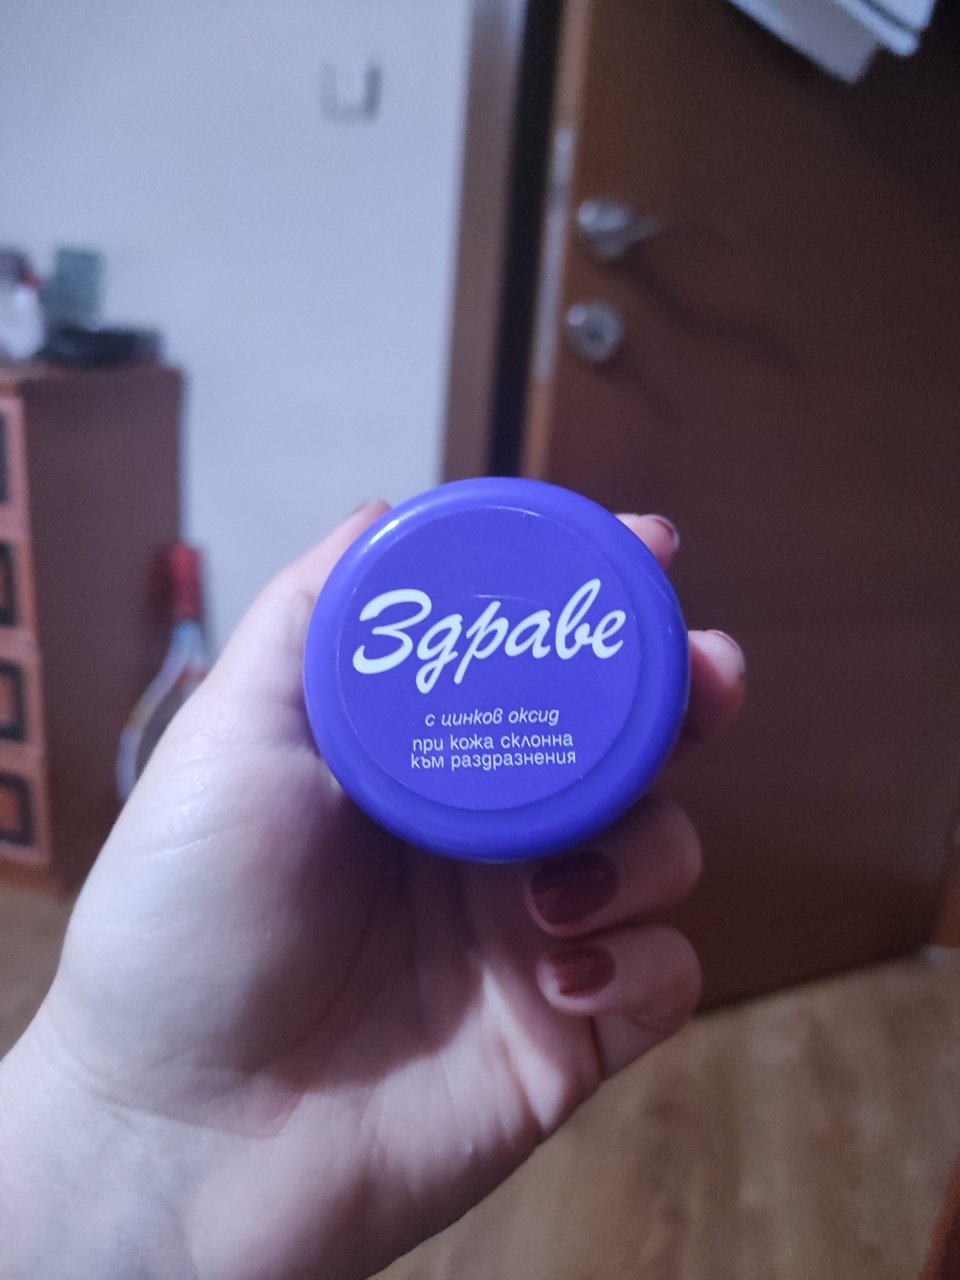 Здраве
с цинков оксид
при кожа склонна
към раздразнения